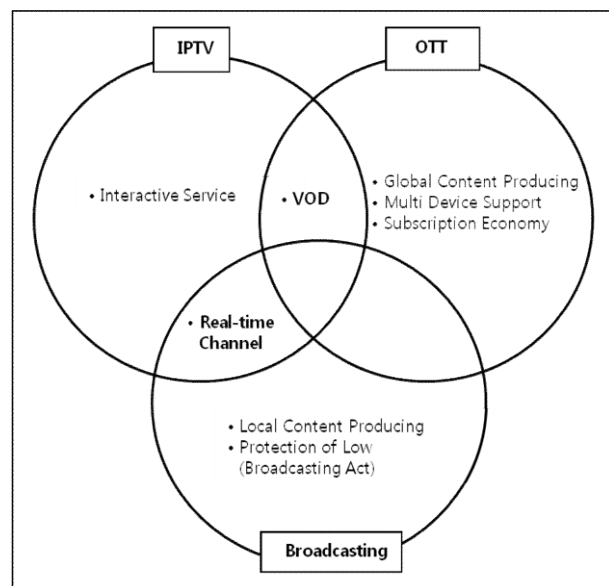 IPTV
OTT
• Interactive Service
• VOD
• Global Content Producing
• Multi Device Support
• Subscription Economy
• Real-time
Channel
• Local Content Producing
• Protection of Low
(Broadcasting Act)
Broadcasting